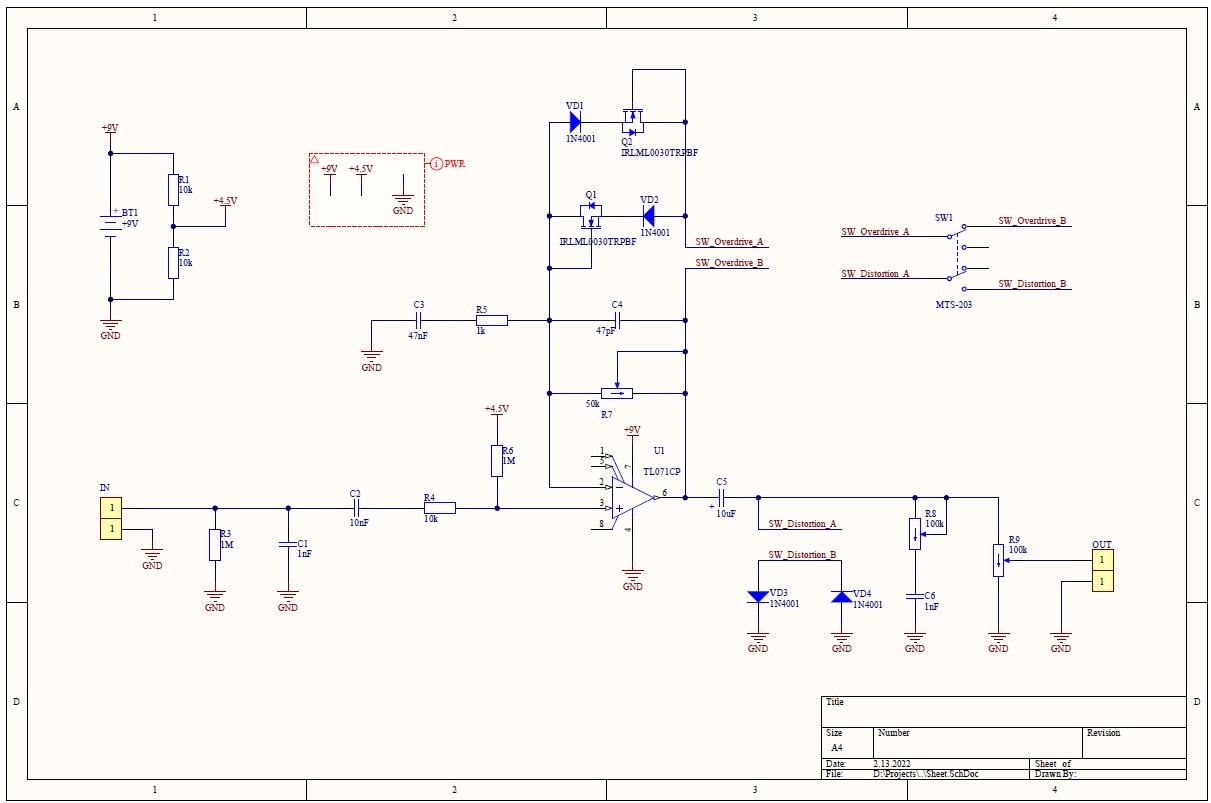 1 2 3 4
A A
B B
C C
D D
1 2 3 4
+9V
R1
10k
+4.5V
+
BT1
+9V
R2
10k
GND
+9V +4.5V
GND
i PWR
VD1
1N4001
Q2
IRLML0030TRPBF
Q1
VD2
IRLML0030TRPBF
1N4001
SW_Overdrive_A
SW_Overdrive_B
SW1
SW_Overdrive_A
SW_Overdrive_B
SW_Distortion_A
SW_Distortion_B
MTS-203
C3
47nF
R5
1k
C4
47pF
GND
50k
R7
+4.5V
R6
1M
+9V
U1
TL071CP
1
5
7
2
3
8
4
6
GND
IN
1
1
GND
R3
1M
GND
C1
1nF
GND
C2
10nF
R4
10k
C5
+
10uF
SW_Distortion_A
SW_Distortion_B
VD3
1N4001
GND
VD4
1N4001
GND
R8
100k
C6
1nF
GND
R9
100k
GND
OUT
1
1
GND
Title
Size Number Revision
A4
Date: 2.13.2022 Sheet of
File: D:\Projects\..\Sheet.SchDoc Drawn By: